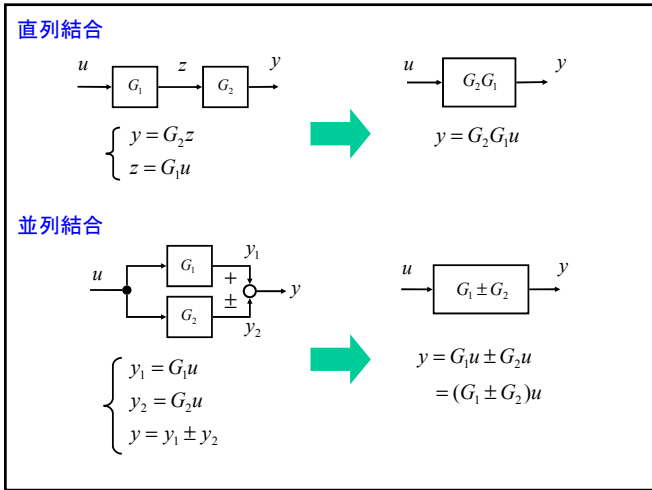 直列結合
u G₁ z G₂ y
u G₂G₁ y
y = G₂z
z = G₁u
y = G₂G₁u
並列結合
u G₁ y₁
+
±
y
G₂ y₂
u G₁ ± G₂ y
y₁ = G₁u
y₂ = G₂u
y = y₁ ± y₂
y = G₁u ± G₂u
= (G₁ ± G₂)u